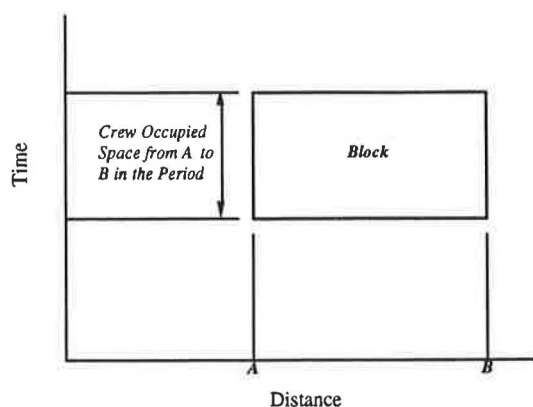 Time
Crew Occupied
Space from A to
B in the Period
Block
A
B
Distance